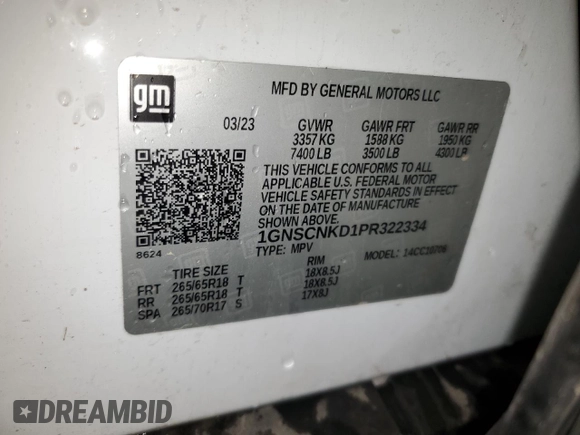 gm
MFD BY GENERAL MOTORS LLC
03/23 GVWR GAWR FRT GAWR RR
3357 KG 1588 KG 1950 KG
7400 LB 3500 LB 4300 LB
THIS VEHICLE CONFORMS TO ALL
APPLICABLE U.S. FEDERAL MOTOR
VEHICLE SAFETY STANDARDS IN EFFECT
ON THE DATE OF MANUFACTURE
SHOWN ABOVE.
1GNSCNKD1PR322334
8624
TYPE: MPV MODEL:
TIRE SIZE RIM
FRT 265/65R18 T 18X8.5J
RR 265/65R18 T 18X8.5J
SPA 265/70R17 S 17X8J
DREAMBID